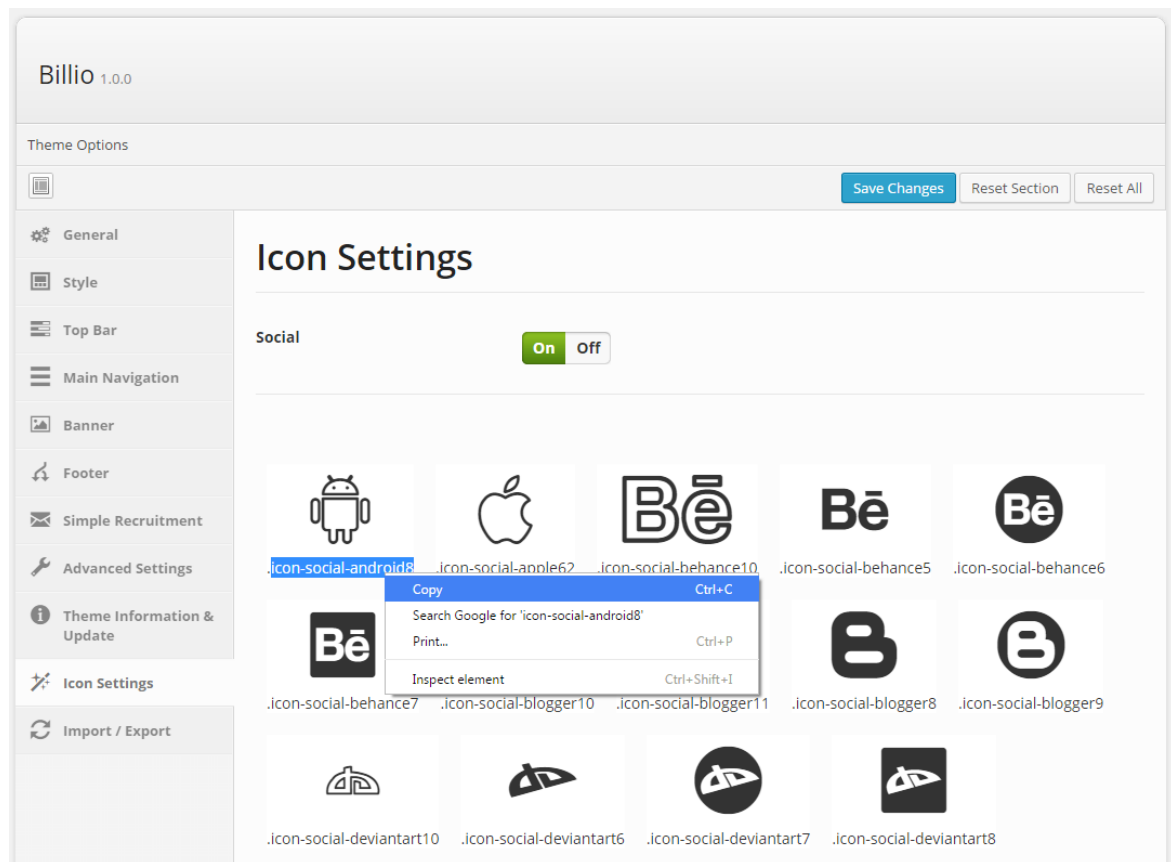 Billio 1.0.0
Theme Options
Save Changes Reset Section Reset All
General
Style
Top Bar
Main Navigation
Banner
Footer
Simple Recruitment
Advanced Settings
Theme Information &
Update
Icon Settings
Import / Export
Icon Settings
Social On Off
.icon-social-android8 .icon-social-apple62 .icon-social-behance10 .icon-social-behance5 .icon-social-behance6
Copy Ctrl+C
Search Google for 'icon-social-android8'
Print... Ctrl+P
Inspect element Ctrl+Shift+I
Bē Bē Bē Bē
.icon-social-behance7 .icon-social-blogger10 .icon-social-blogger11 .icon-social-blogger8 .icon-social-blogger9
.icon-social-deviantart10 .icon-social-deviantart6 .icon-social-deviantart7 .icon-social-deviantart8